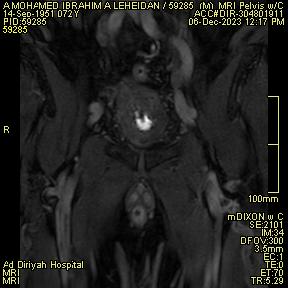 A MOHAMED IBRAHIM A LEHEIDAN / 59285 (M) MRI Pelvis w/C
14-Sep-1951 072Y ACC#DIR-304801911
PID:59285 06-Dec-2023 12:17 PM
59285
R
100mm
mDIXON w C
SE:2101
IM:34
DFOV:300
3.5mm
Ad Diriyah Hospital EC:1
MRI TE:0
MRI ET:70
TR:5.29